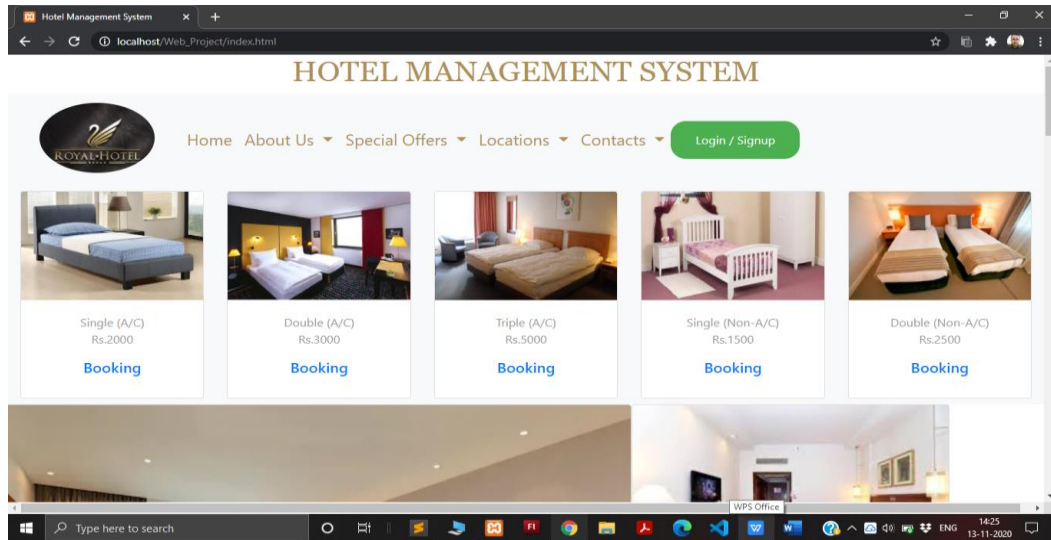 Hotel Management System
localhost/Web_Project/index.html
HOTEL MANAGEMENT SYSTEM
ROYAL HOTEL
Home About Us Special Offers Locations Contacts Login / Signup
Single (A/C)
Rs.2000
Booking
Double (A/C)
Rs.3000
Booking
Triple (A/C)
Rs.5000
Booking
Single (Non-A/C)
Rs.1500
Booking
Double (Non-A/C)
Rs.2500
Booking
WPS Office
Type here to search
ENG
14:25
13-11-2020